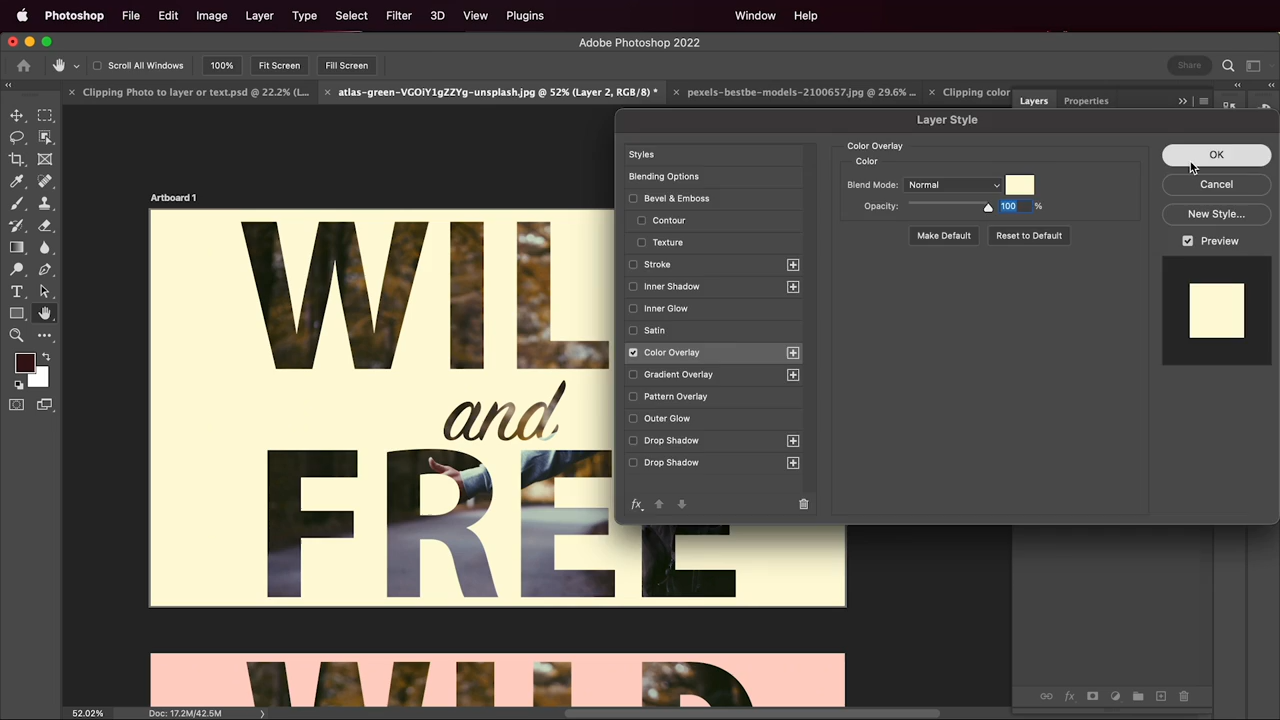 Photoshop File Edit Image Layer Type Select Filter 3D View Plugins Window Help
Adobe Photoshop 2022
Scroll All Windows 100% Fit Screen Fill Screen Share
Clipping Photo to layer or text.psd @ 22.2% (L... atlas-green-VGOiY1gZZYg-unsplash.jpg @ 52% (Layer 2, RGB/8) * pexels-bestbe-models-2100657.jpg @ 29.6% ... Clipping color
Layers Properties
Layer Style
Styles
Blending Options
Bevel & Emboss
Contour
Texture
Stroke
Inner Shadow
Inner Glow
Satin
Color Overlay
Gradient Overlay
Pattern Overlay
Outer Glow
Drop Shadow
Drop Shadow
fx
Color Overlay
Color
Blend Mode: Normal
Opacity: 100 %
Make Default Reset to Default
OK
Cancel
New Style...
Preview
Artboard 1
WIL
and
FREE
WILD
fx
52.02% Doc: 17.2M/42.5M